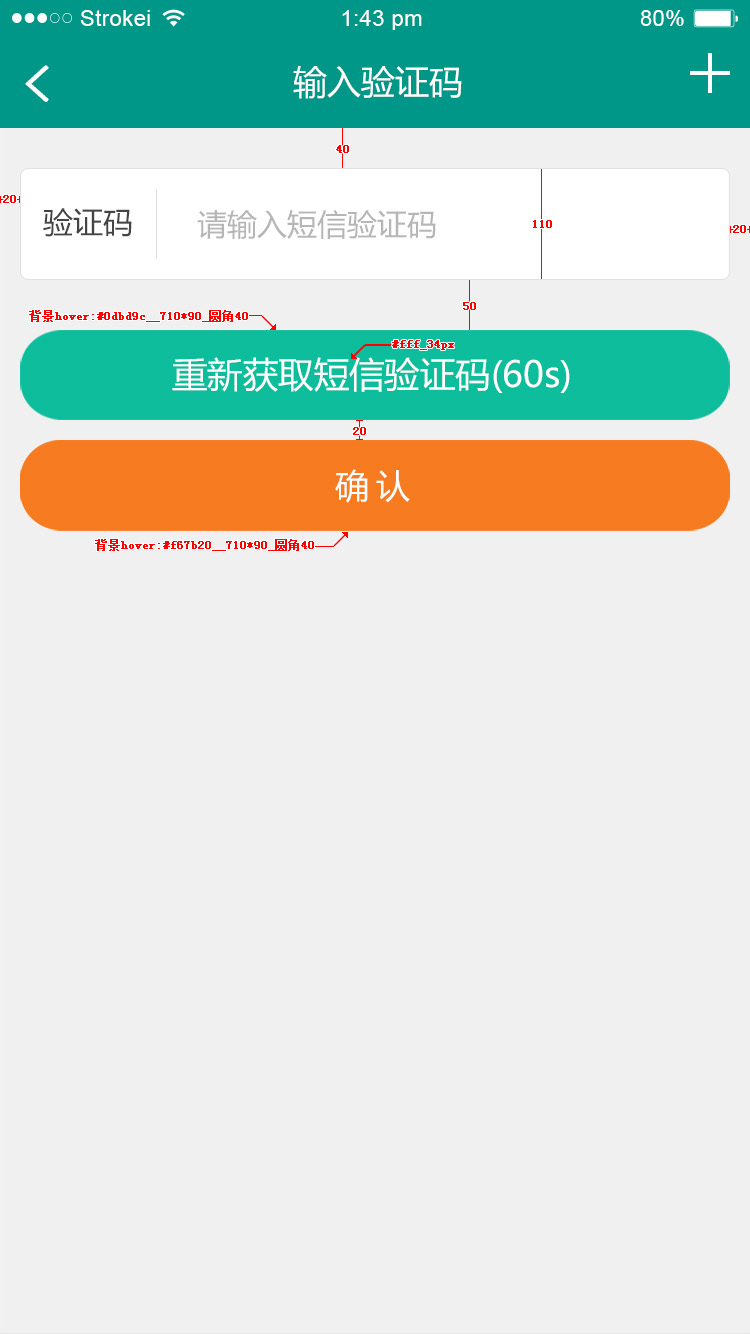 Strokei 1:43 pm 80%
输入验证码
40
20
验证码 请输入短信验证码 110
20
50
背景hover:#0dbd9c__710*90_圆角40
#fff_34px
重新获取短信验证码(60s)
20
确 认
背景hover:#f67b20__710*90_圆角40